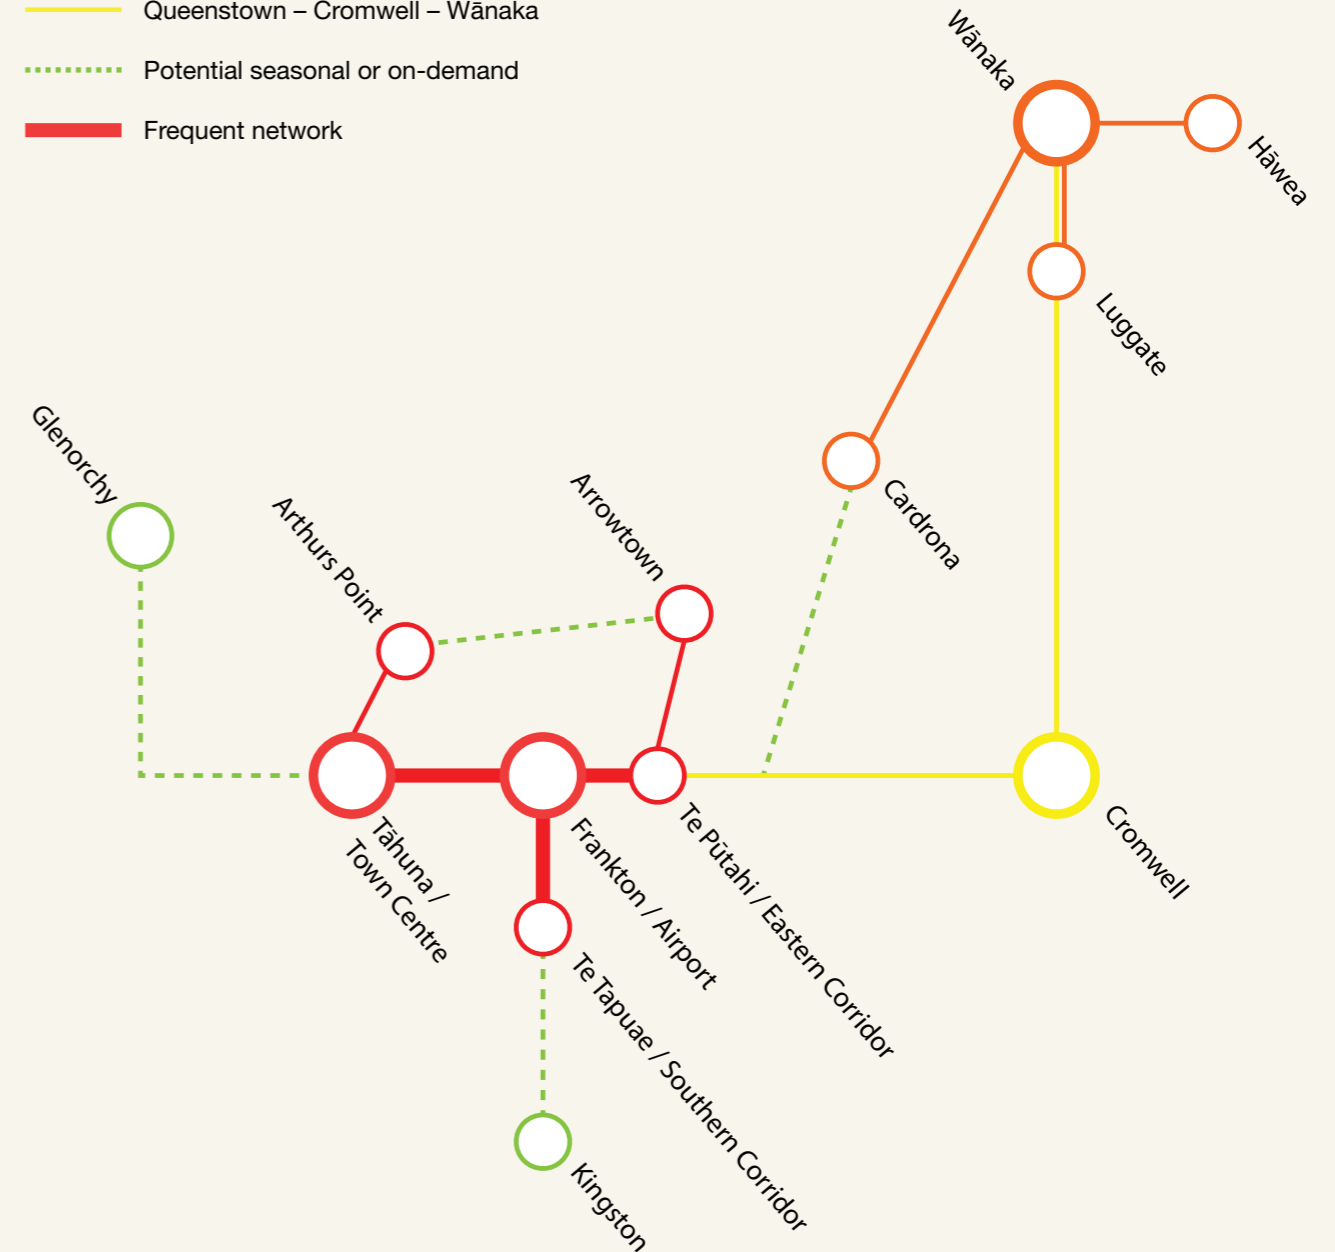 Queenstown – Cromwell – Wānaka
Potential seasonal or on-demand
Frequent network
Wānaka
Hāwea
Luggate
Glenorchy
Arthurs Point
Arrowtown
Cardrona
Tāhuna /
Town Centre
Frankton / Airport
Te Pūtahi / Eastern Corridor
Cromwell
Te Tapuae / Southern Corridor
Kingston